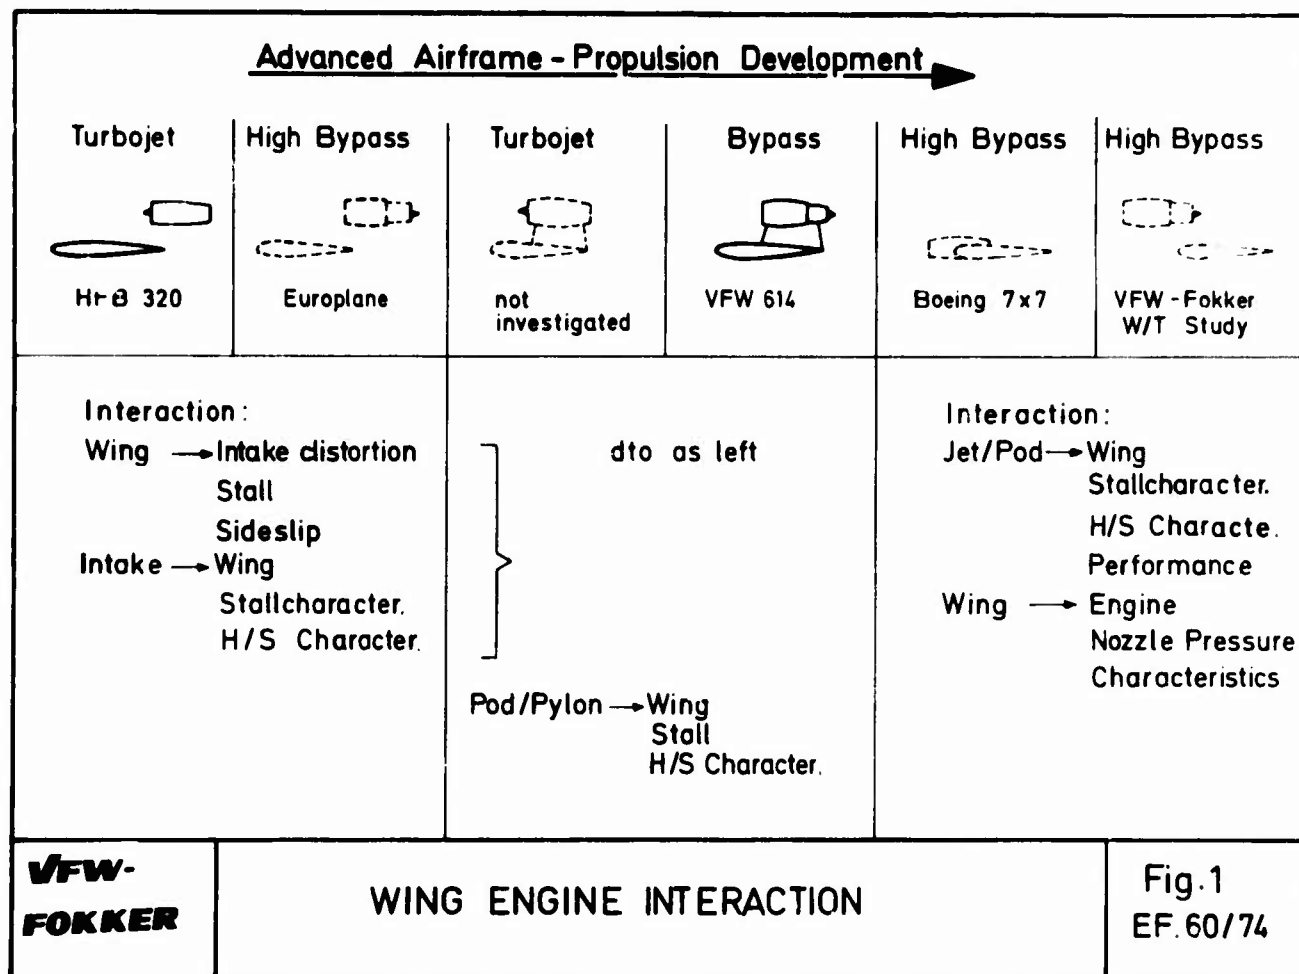 Advanced Airframe - Propulsion Development
Turbojet
HFB 320
High Bypass
Europlane
Turbojet
not
investigated
Bypass
VFW 614
High Bypass
Boeing 7x7
High Bypass
VFW - Fokker
W/T Study
Interaction:
Wing → Intake distortion
Stall
Sideslip
Intake → Wing
Stallcharacter.
H/S Character.
dto as left
Pod/Pylon → Wing
Stall
H/S Character.
Interaction:
Jet/Pod → Wing
Stallcharacter.
H/S Characte.
Performance
Wing → Engine
Nozzle Pressure
Characteristics
VFW-
FOKKER
WING ENGINE INTERACTION
Fig.1
EF.60/74